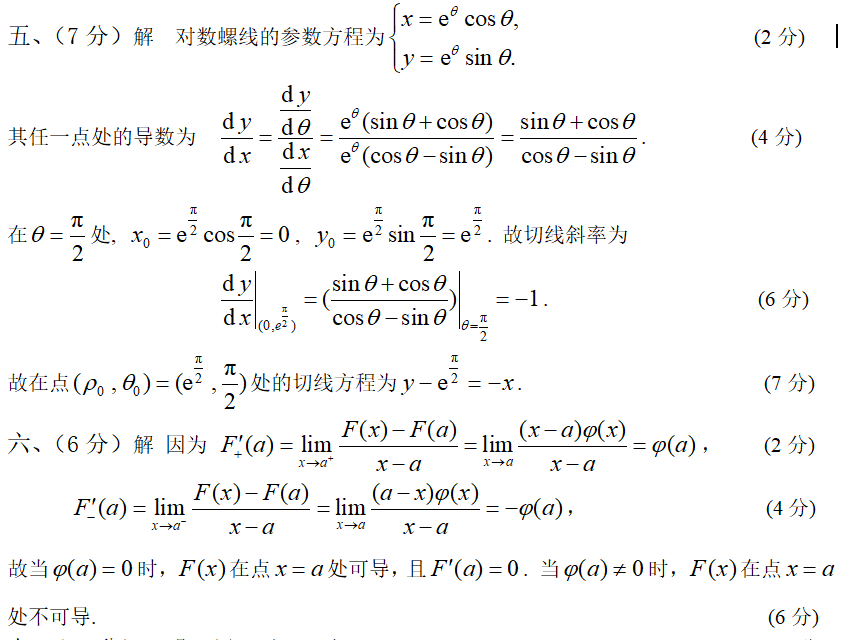 五、（7 分）解 对数螺线的参数方程为 { x = e^θ cos θ, y = e^θ sin θ. (2 分)
其任一点处的导数为 dy/dx = (dy/dθ)/(dx/dθ) = e^θ(sin θ + cos θ)/e^θ(cos θ − sin θ) = (sin θ + cos θ)/(cos θ − sin θ). (4 分)
在 θ = π/2 处, x₀ = e^(π/2) cos π/2 = 0, y₀ = e^(π/2) sin π/2 = e^(π/2). 故切线斜率为
dy/dx|_(0, e^(π/2)) = ((sin θ + cos θ)/(cos θ − sin θ))|_(θ=π/2) = −1. (6 分)
故在点 (ρ₀, θ₀) = (e^(π/2), π/2) 处的切线方程为 y − e^(π/2) = −x. (7 分)
六、（6 分）解 因为 F′₊(a) = lim_(x→a⁺) (F(x) − F(a))/(x − a) = lim_(x→a) (x − a)φ(x)/(x − a) = φ(a)， (2 分)
F′₋(a) = lim_(x→a⁻) (F(x) − F(a))/(x − a) = lim_(x→a) (a − x)φ(x)/(x − a) = −φ(a)， (4 分)
故当 φ(a) = 0 时，F(x) 在点 x = a 处可导，且 F′(a) = 0. 当 φ(a) ≠ 0 时，F(x) 在点 x = a
处不可导. (6 分)